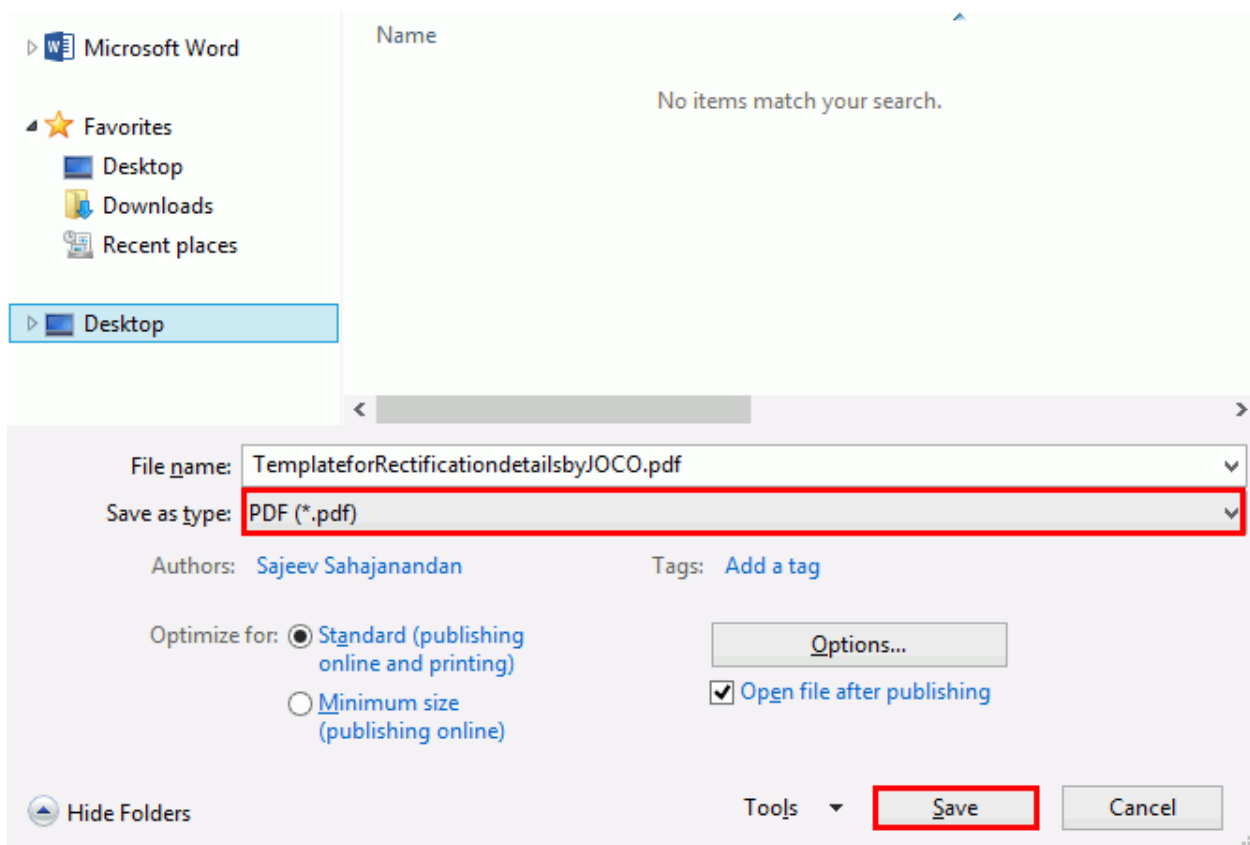 Microsoft Word
Name
No items match your search.
Favorites
Desktop
Downloads
Recent places
Desktop
File name: TemplateforRectificationdetailsbyJOCO.pdf
Save as type: PDF (*.pdf)
Authors: Sajeev Sahajanandan Tags: Add a tag
Optimize for: Standard (publishing
online and printing)
Minimum size
(publishing online)
Options...
Open file after publishing
Hide Folders
Tools
Save
Cancel